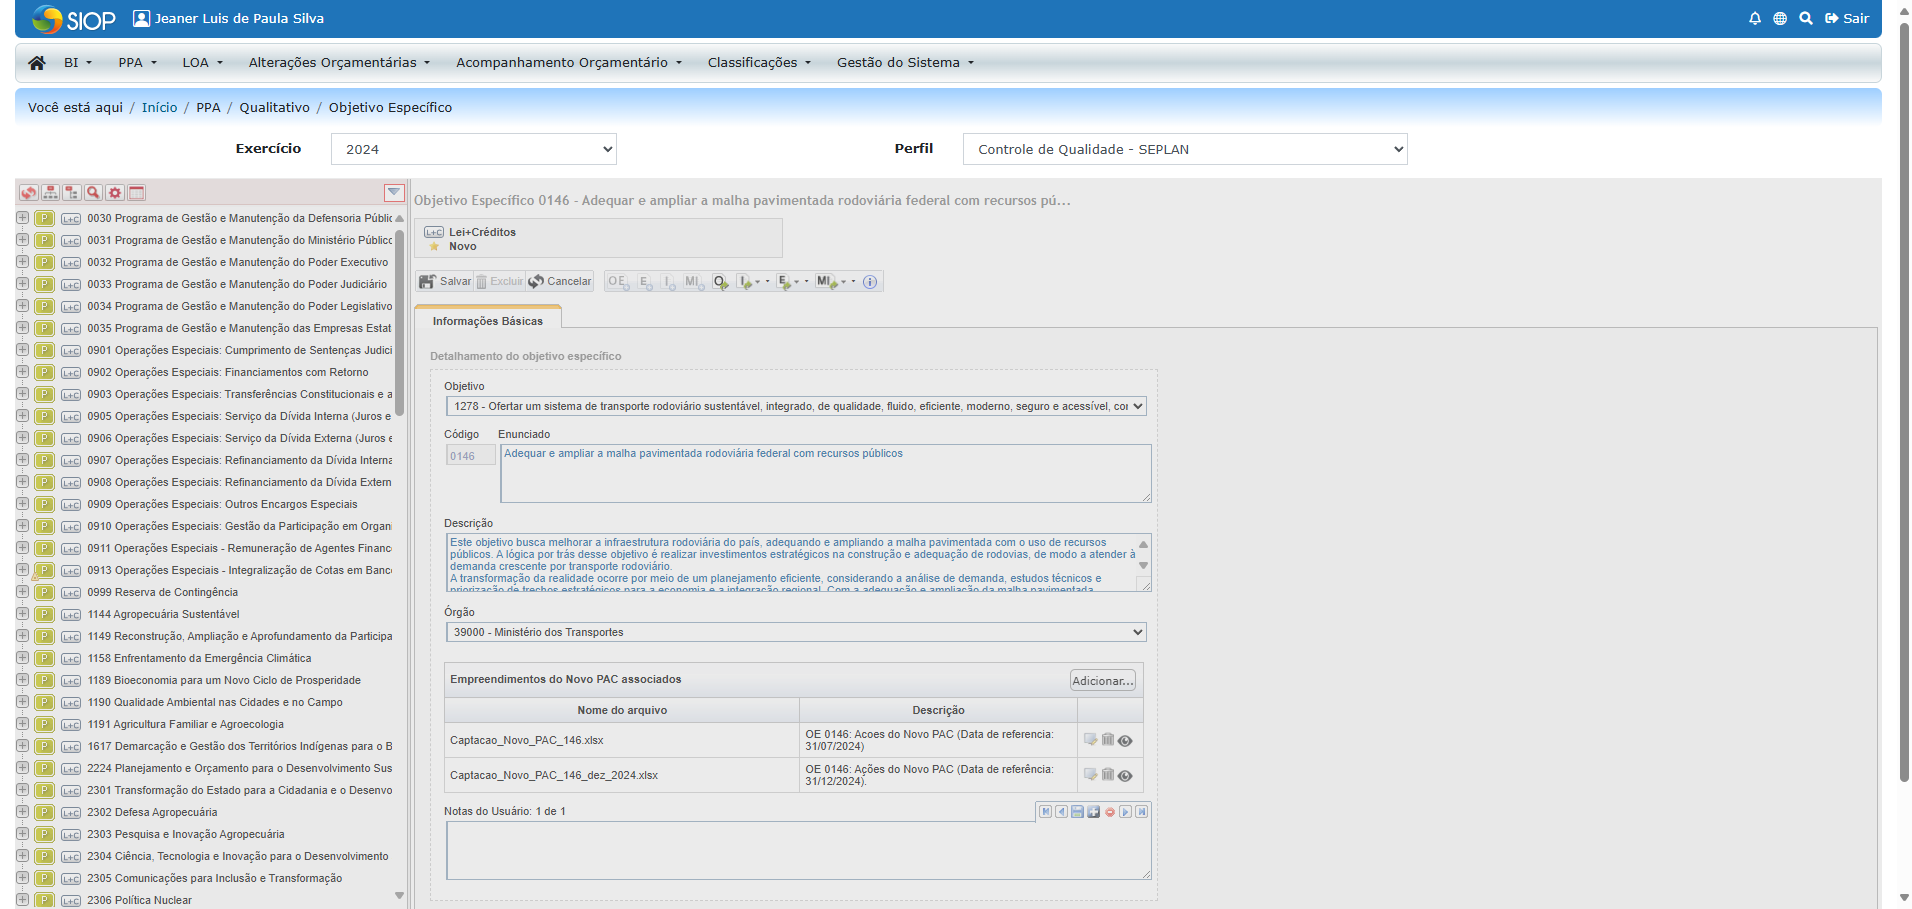 SIOP
Jeaner Luis de Paula Silva
Sair
BI
PPA
LOA
Alterações Orçamentárias
Acompanhamento Orçamentário
Classificações
Gestão do Sistema
Você está aqui / Início / PPA / Qualitativo / Objetivo Específico
Exercício
2024
Perfil
Controle de Qualidade - SEPLAN
P L+C 0030 Programa de Gestão e Manutenção da Defensoria Públic
P L+C 0031 Programa de Gestão e Manutenção do Ministério Público
P L+C 0032 Programa de Gestão e Manutenção do Poder Executivo
P L+C 0033 Programa de Gestão e Manutenção do Poder Judiciário
P L+C 0034 Programa de Gestão e Manutenção do Poder Legislativo
P L+C 0035 Programa de Gestão e Manutenção das Empresas Estat
P L+C 0901 Operações Especiais: Cumprimento de Sentenças Judici
P L+C 0902 Operações Especiais: Financiamentos com Retorno
P L+C 0903 Operações Especiais: Transferências Constitucionais e a
P L+C 0905 Operações Especiais: Serviço da Dívida Interna (Juros e
P L+C 0906 Operações Especiais: Serviço da Dívida Externa (Juros e
P L+C 0907 Operações Especiais: Refinanciamento da Dívida Interna
P L+C 0908 Operações Especiais: Refinanciamento da Dívida Extern
P L+C 0909 Operações Especiais: Outros Encargos Especiais
P L+C 0910 Operações Especiais: Gestão da Participação em Organi
P L+C 0911 Operações Especiais - Remuneração de Agentes Financ
P L+C 0913 Operações Especiais - Integralização de Cotas em Banc
P L+C 0999 Reserva de Contingência
P L+C 1144 Agropecuária Sustentável
P L+C 1149 Reconstrução, Ampliação e Aprofundamento da Participa
P L+C 1158 Enfrentamento da Emergência Climática
P L+C 1189 Bioeconomia para um Novo Ciclo de Prosperidade
P L+C 1190 Qualidade Ambiental nas Cidades e no Campo
P L+C 1191 Agricultura Familiar e Agroecologia
P L+C 1617 Demarcação e Gestão dos Territórios Indígenas para o B
P L+C 2224 Planejamento e Orçamento para o Desenvolvimento Sus
P L+C 2301 Transformação do Estado para a Cidadania e o Desenvo
P L+C 2302 Defesa Agropecuária
P L+C 2303 Pesquisa e Inovação Agropecuária
P L+C 2304 Ciência, Tecnologia e Inovação para o Desenvolvimento
P L+C 2305 Comunicações para Inclusão e Transformação
P L+C 2306 Política Nuclear
Objetivo Específico 0146 - Adequar e ampliar a malha pavimentada rodoviária federal com recursos pú...
L+C Lei+Créditos
Novo
Salvar Excluir Cancelar OE E I MI O I E MI i
Informações Básicas
Detalhamento do objetivo específico
Objetivo
1278 - Ofertar um sistema de transporte rodoviário sustentável, integrado, de qualidade, fluido, eficiente, moderno, seguro e acessível, cor
Código Enunciado
0146 Adequar e ampliar a malha pavimentada rodoviária federal com recursos públicos
Descrição
Este objetivo busca melhorar a infraestrutura rodoviária do país, adequando e ampliando a malha pavimentada com o uso de recursos
públicos. A lógica por trás desse objetivo é realizar investimentos estratégicos na construção e adequação de rodovias, de modo a atender à
demanda crescente por transporte rodoviário.
A transformação da realidade ocorre por meio de um planejamento eficiente, considerando a análise de demanda, estudos técnicos e
priorização de trechos estratégicos para a economia e a integração regional. Com a adequação e ampliação da malha pavimentada
Órgão
39000 - Ministério dos Transportes
Empreendimentos do Novo PAC associados
Adicionar...
Nome do arquivo Descrição
Captacao_Novo_PAC_146.xlsx
OE 0146: Acoes do Novo PAC (Data de referencia:
31/07/2024)
Captacao_Novo_PAC_146_dez_2024.xlsx
OE 0146: Ações do Novo PAC (Data de referência:
31/12/2024).
Notas do Usuário: 1 de 1